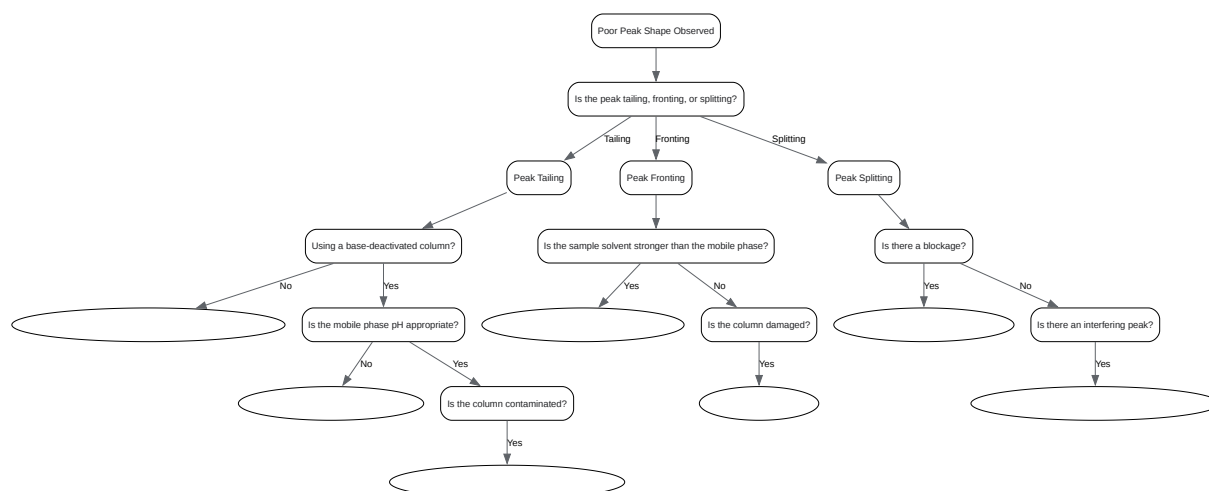 Poor Peak Shape Observed
Is the peak tailing, fronting, or splitting?
Tailing
Fronting
Splitting
Peak Tailing
Peak Fronting
Peak Splitting
Using a base-deactivated column?
Is the sample solvent stronger than the mobile phase?
Is there a blockage?
No
Yes
Yes
No
Yes
No
Is the mobile phase pH appropriate?
Is the column damaged?
Is there an interfering peak?
No
Yes
Yes
Yes
Is the column contaminated?
Yes